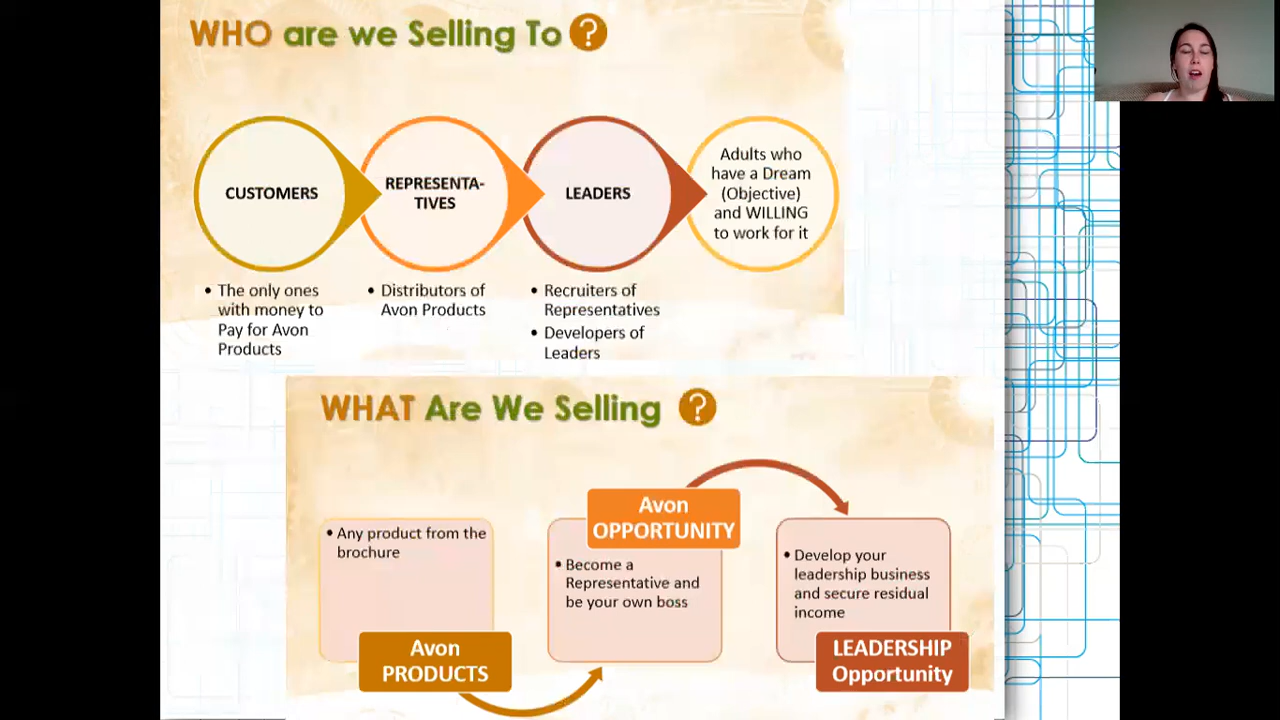 WHO are we Selling To ?
CUSTOMERS
REPRESENTA-
TIVES
LEADERS
Adults who
have a Dream
(Objective)
and WILLING
to work for it
• The only ones
with money to
Pay for Avon
Products
• Distributors of
Avon Products
• Recruiters of
Representatives
• Developers of
Leaders
WHAT Are We Selling ?
• Any product from the
brochure
Avon
PRODUCTS
Avon
OPPORTUNITY
• Become a
Representative and
be your own boss
• Develop your
leadership business
and secure residual
income
LEADERSHIP
Opportunity